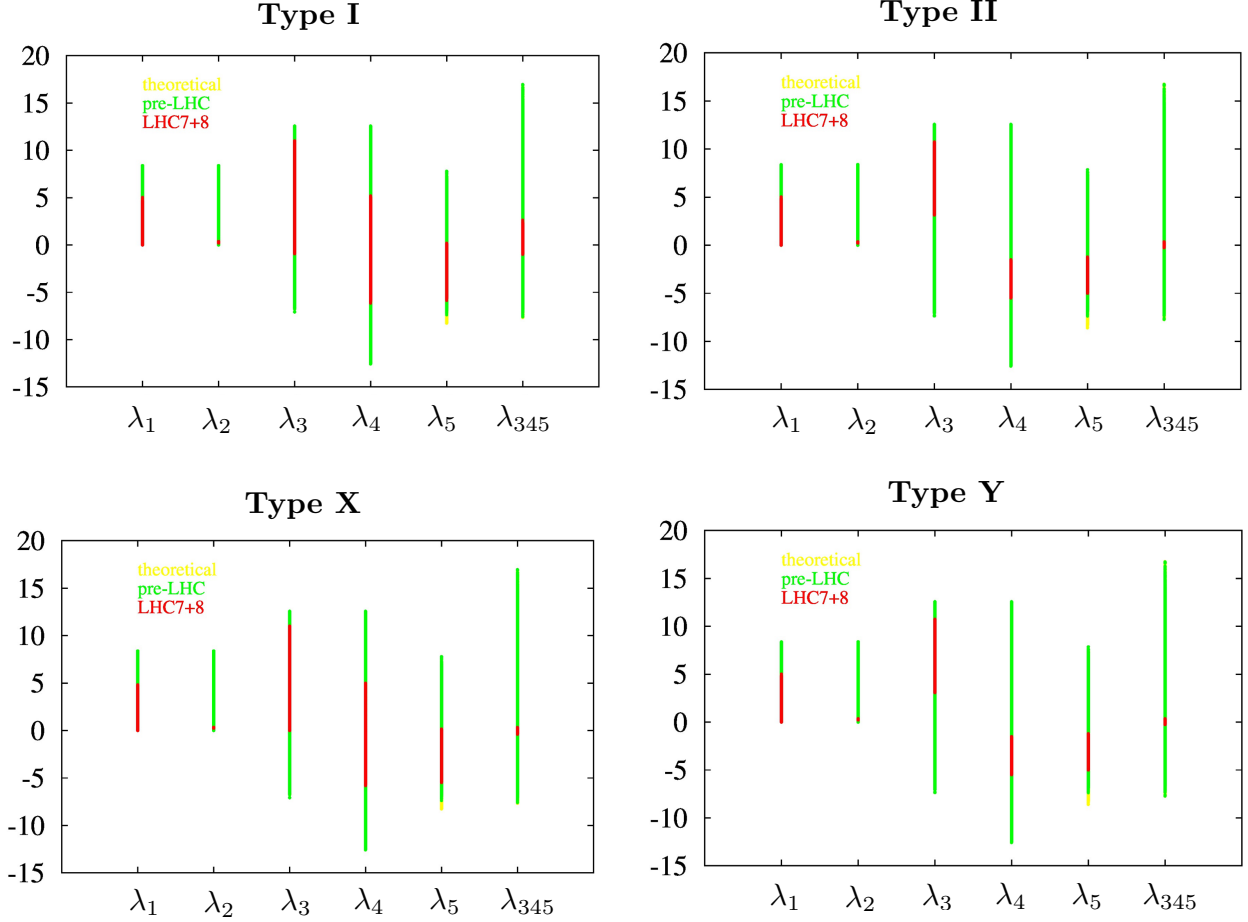 Type I
20
15
10
5
0
-5
-10
-15
theoretical
pre-LHC
LHC7+8
λ1 λ2 λ3 λ4 λ5 λ345
Type II
20
15
10
5
0
-5
-10
-15
theoretical
pre-LHC
LHC7+8
λ1 λ2 λ3 λ4 λ5 λ345
Type X
20
15
10
5
0
-5
-10
-15
theoretical
pre-LHC
LHC7+8
λ1 λ2 λ3 λ4 λ5 λ345
Type Y
20
15
10
5
0
-5
-10
-15
theoretical
pre-LHC
LHC7+8
λ1 λ2 λ3 λ4 λ5 λ345